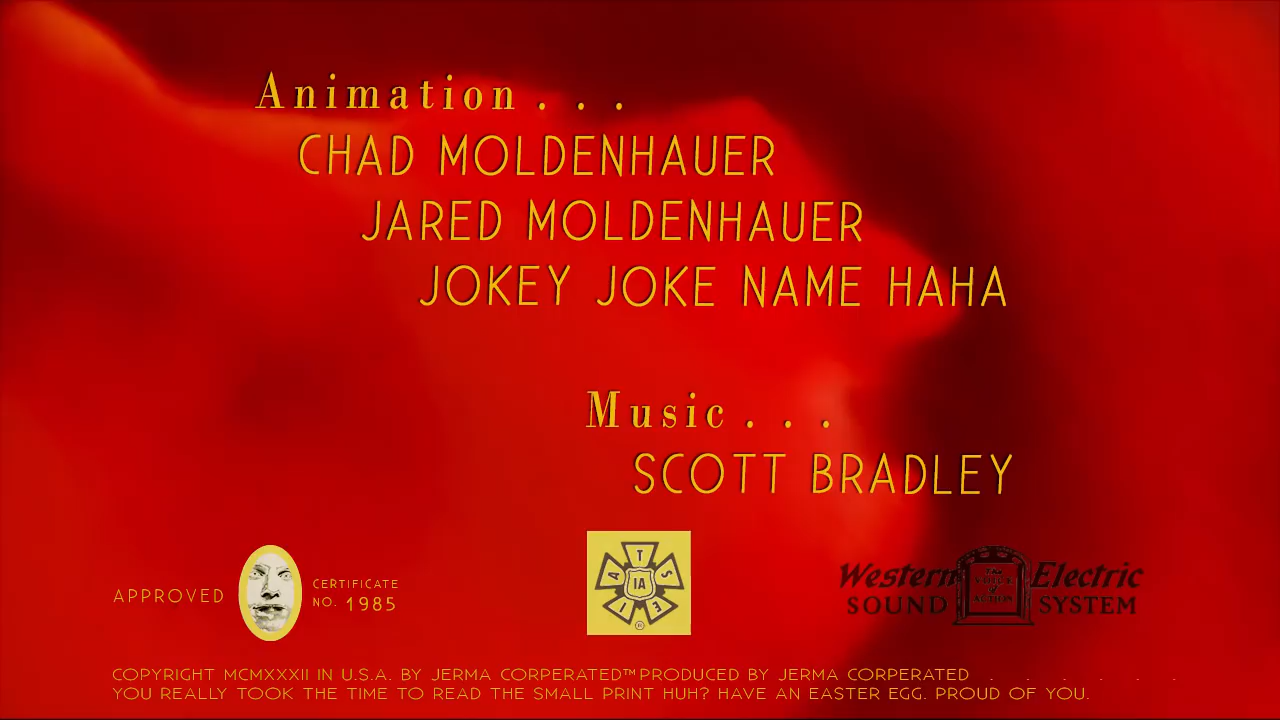 Animation . . .
CHAD MOLDENHAUER
JARED MOLDENHAUER
JOKEY JOKE NAME HAHA
Music . . .
SCOTT BRADLEY
APPROVED
CERTIFICATE
NO. 1985
I A T S E
IA
®
Western Electric
SOUND SYSTEM
COPYRIGHT MCMXXXII IN U.S.A. BY JERMA CORPERATED™PRODUCED BY JERMA CORPERATED . . . . . .
YOU REALLY TOOK THE TIME TO READ THE SMALL PRINT HUH? HAVE AN EASTER EGG. PROUD OF YOU.